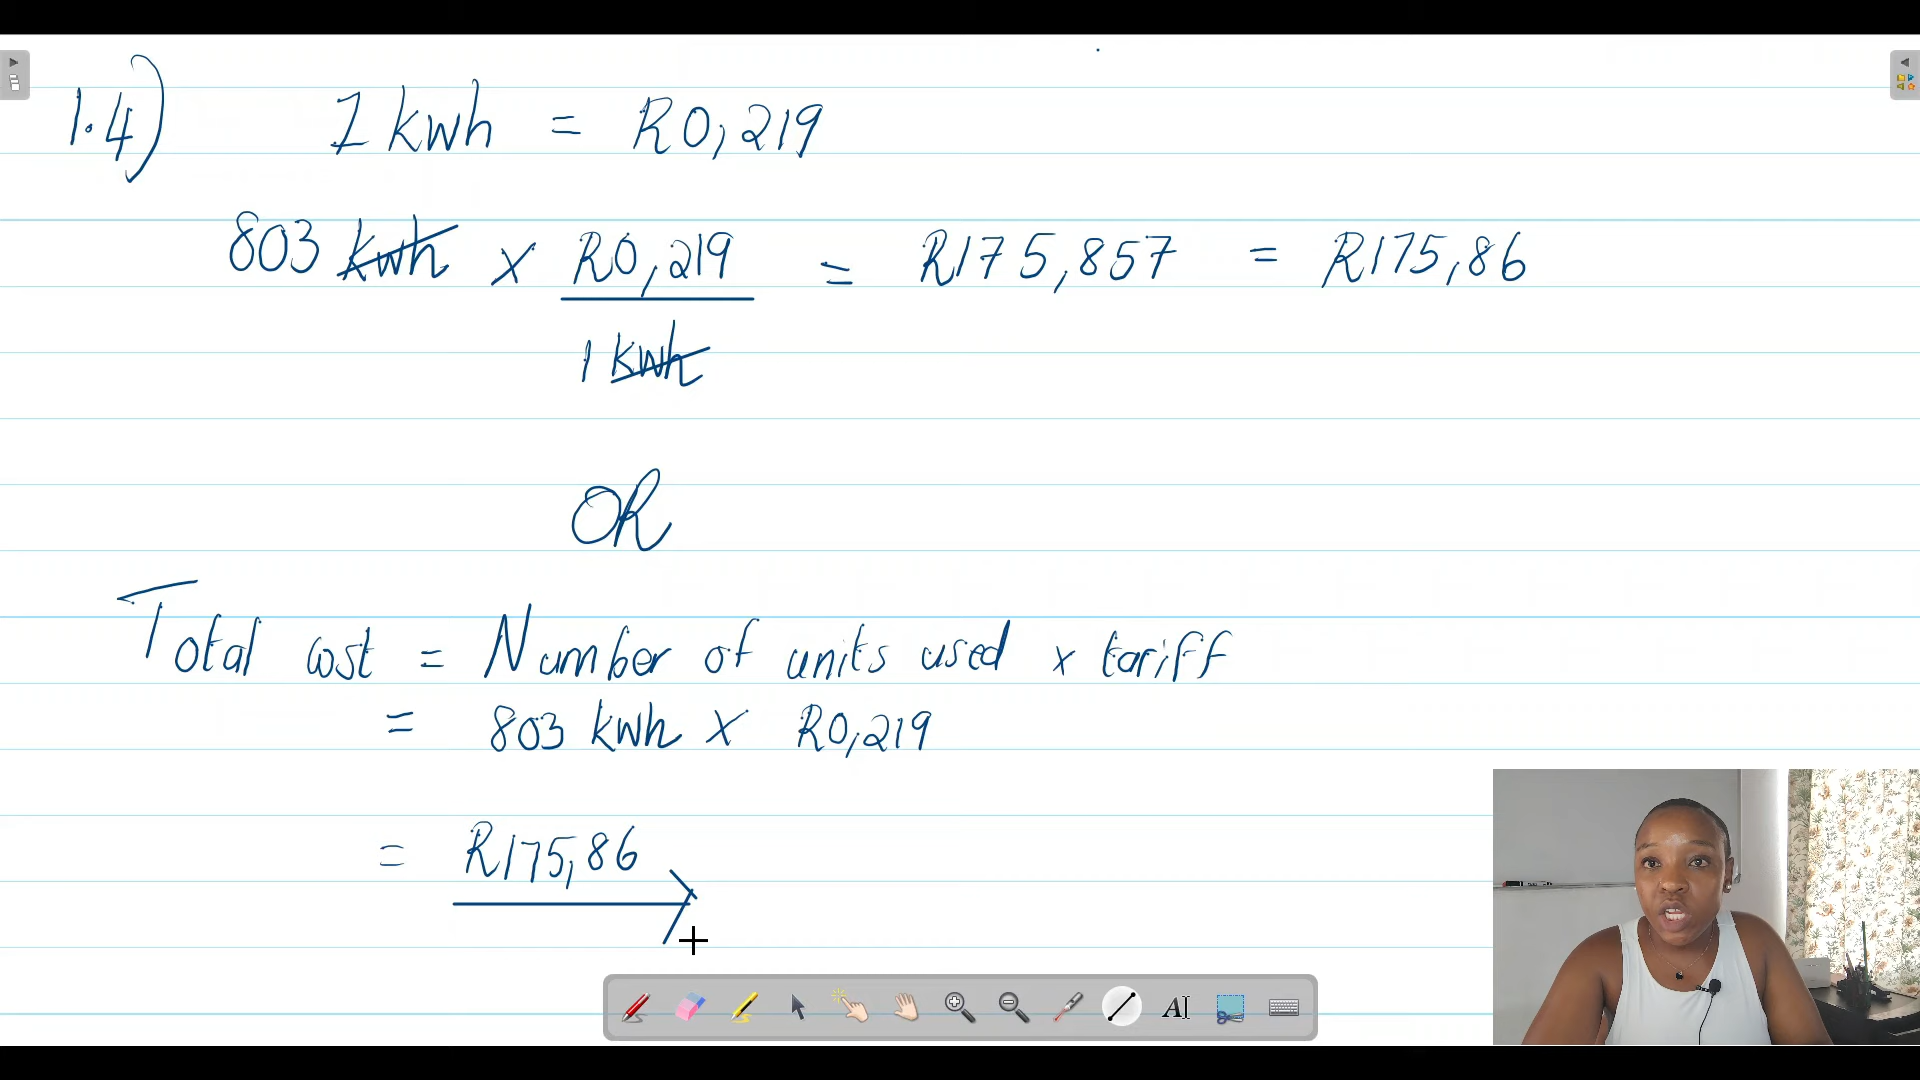 1.4) 1 kwh = R0,219
803 kwh x R0,219 = R175,857 = R175,86
1 kwh
OR
Total cost = Number of units used x tariff
= 803 kwh x R0,219
= R175,86
A